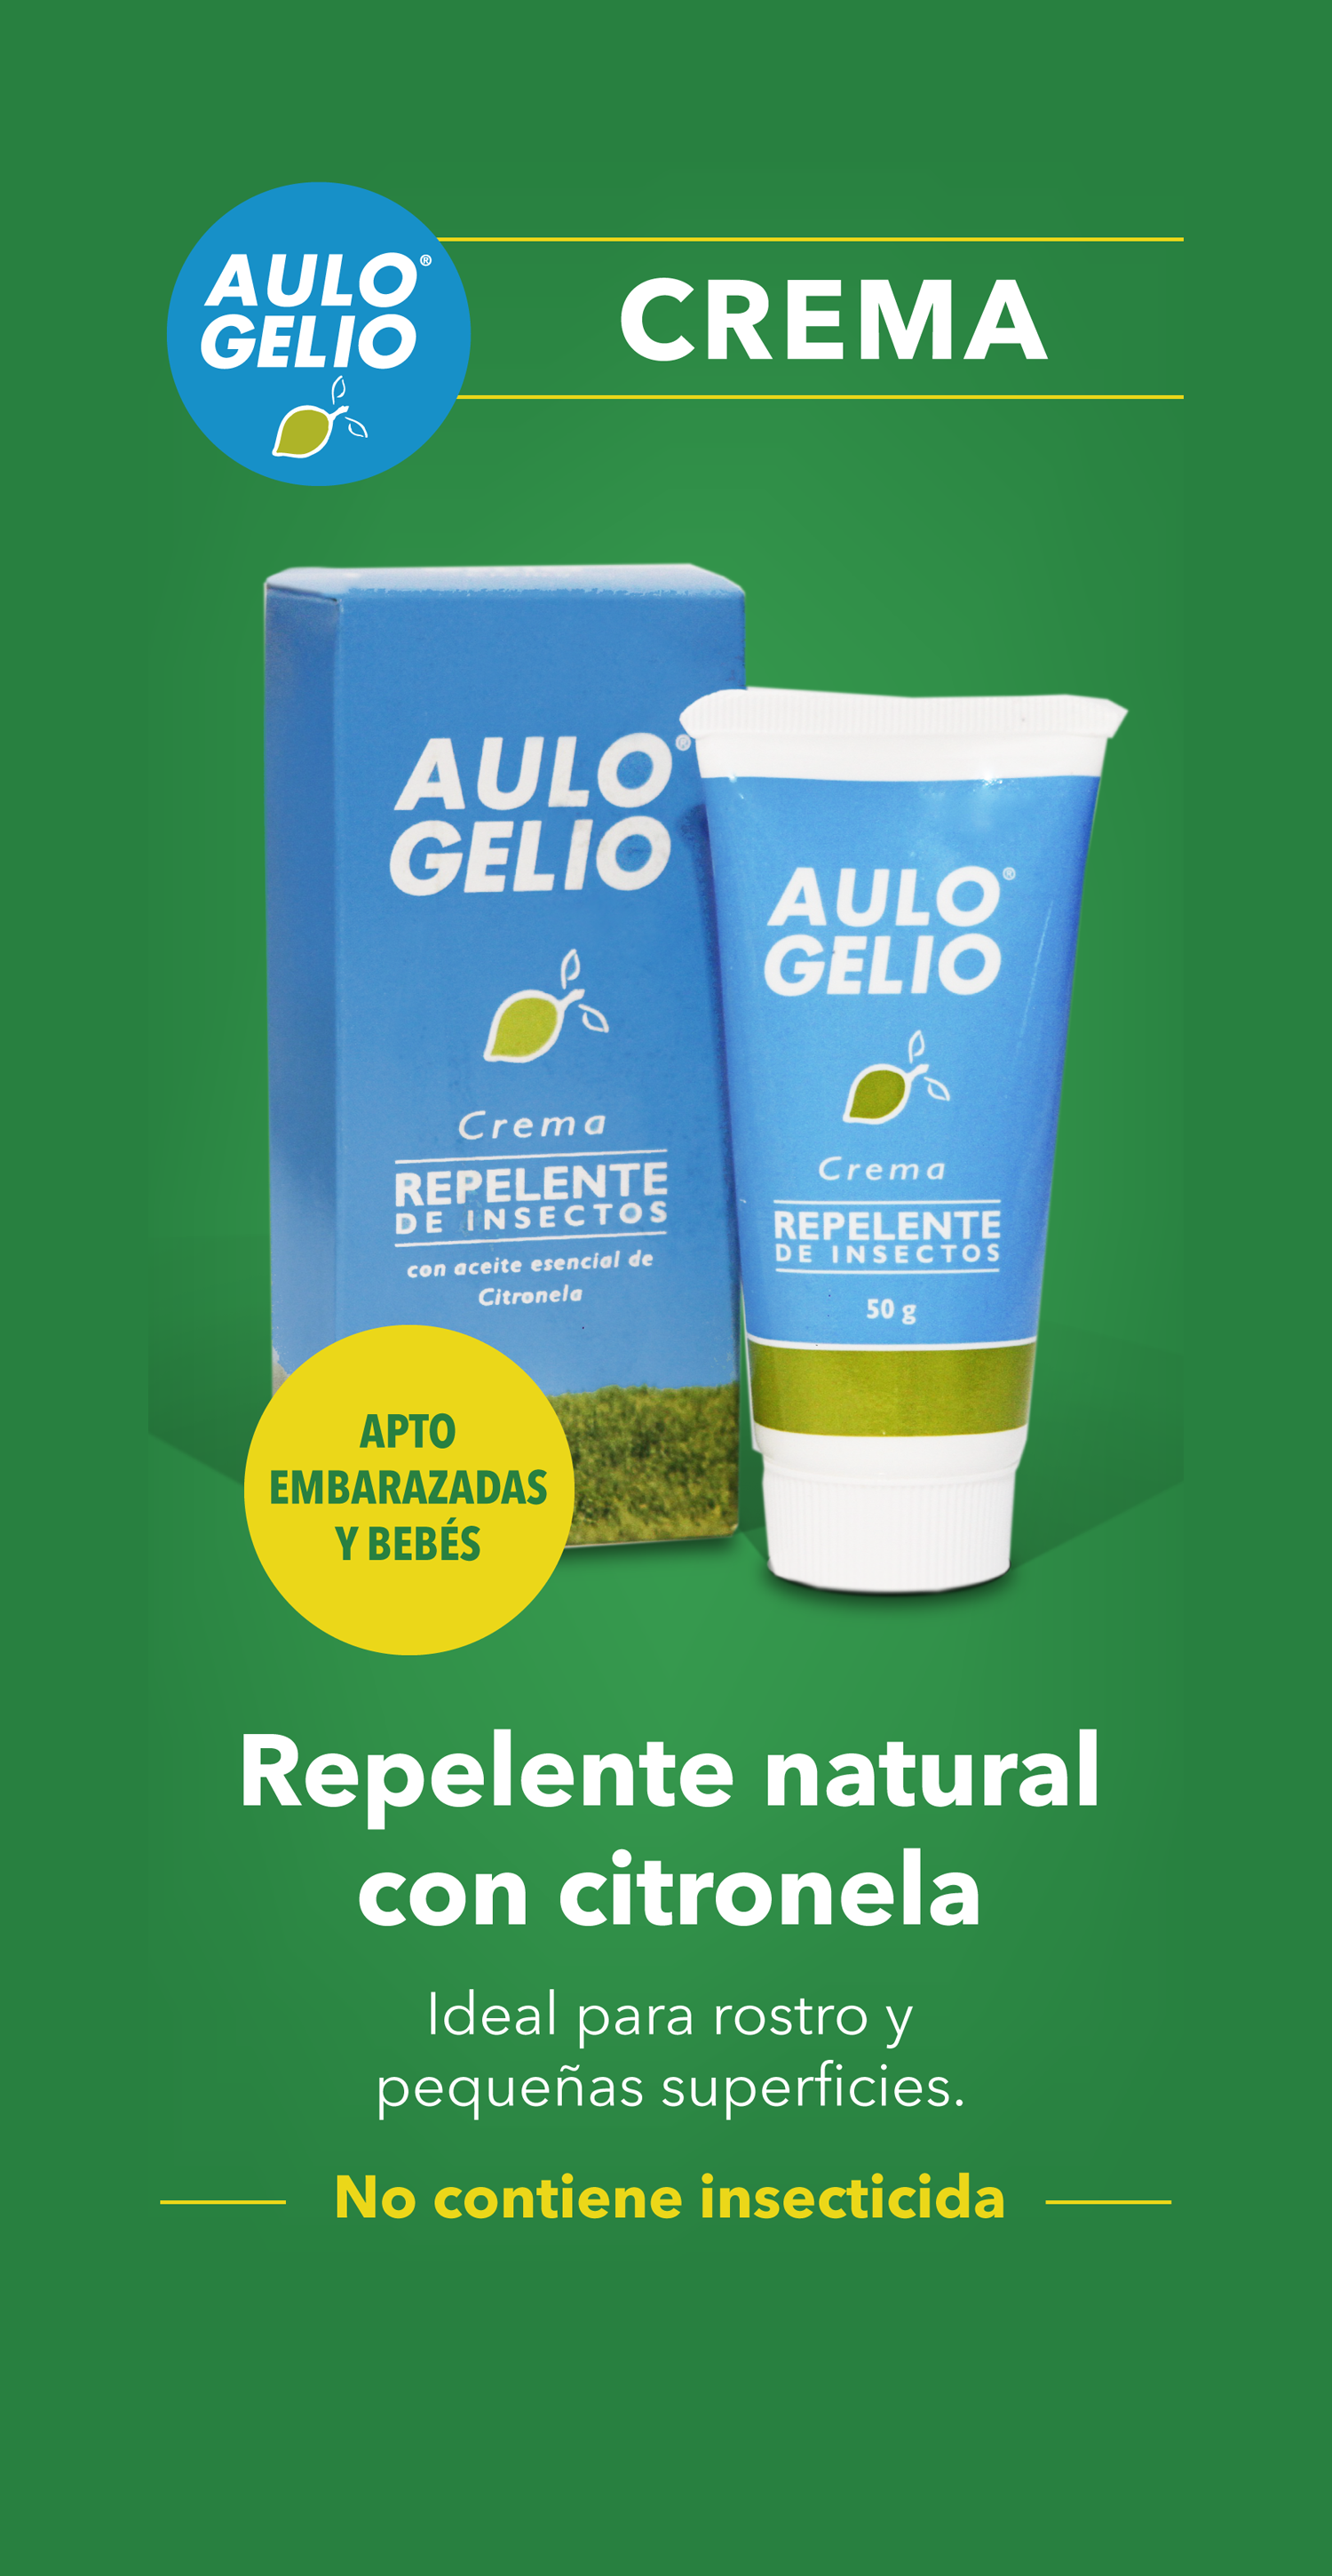 AULO®
GELIO
CREMA
AULO®
GELIO
Crema
REPELENTE
DE INSECTOS
con aceite esencial de
Citronela
AULO®
GELIO
Crema
REPELENTE
DE INSECTOS
50 g
APTO
EMBARAZADAS
Y BEBÉS
Repelente natural
con citronela
Ideal para rostro y
pequeñas superficies.
No contiene insecticida